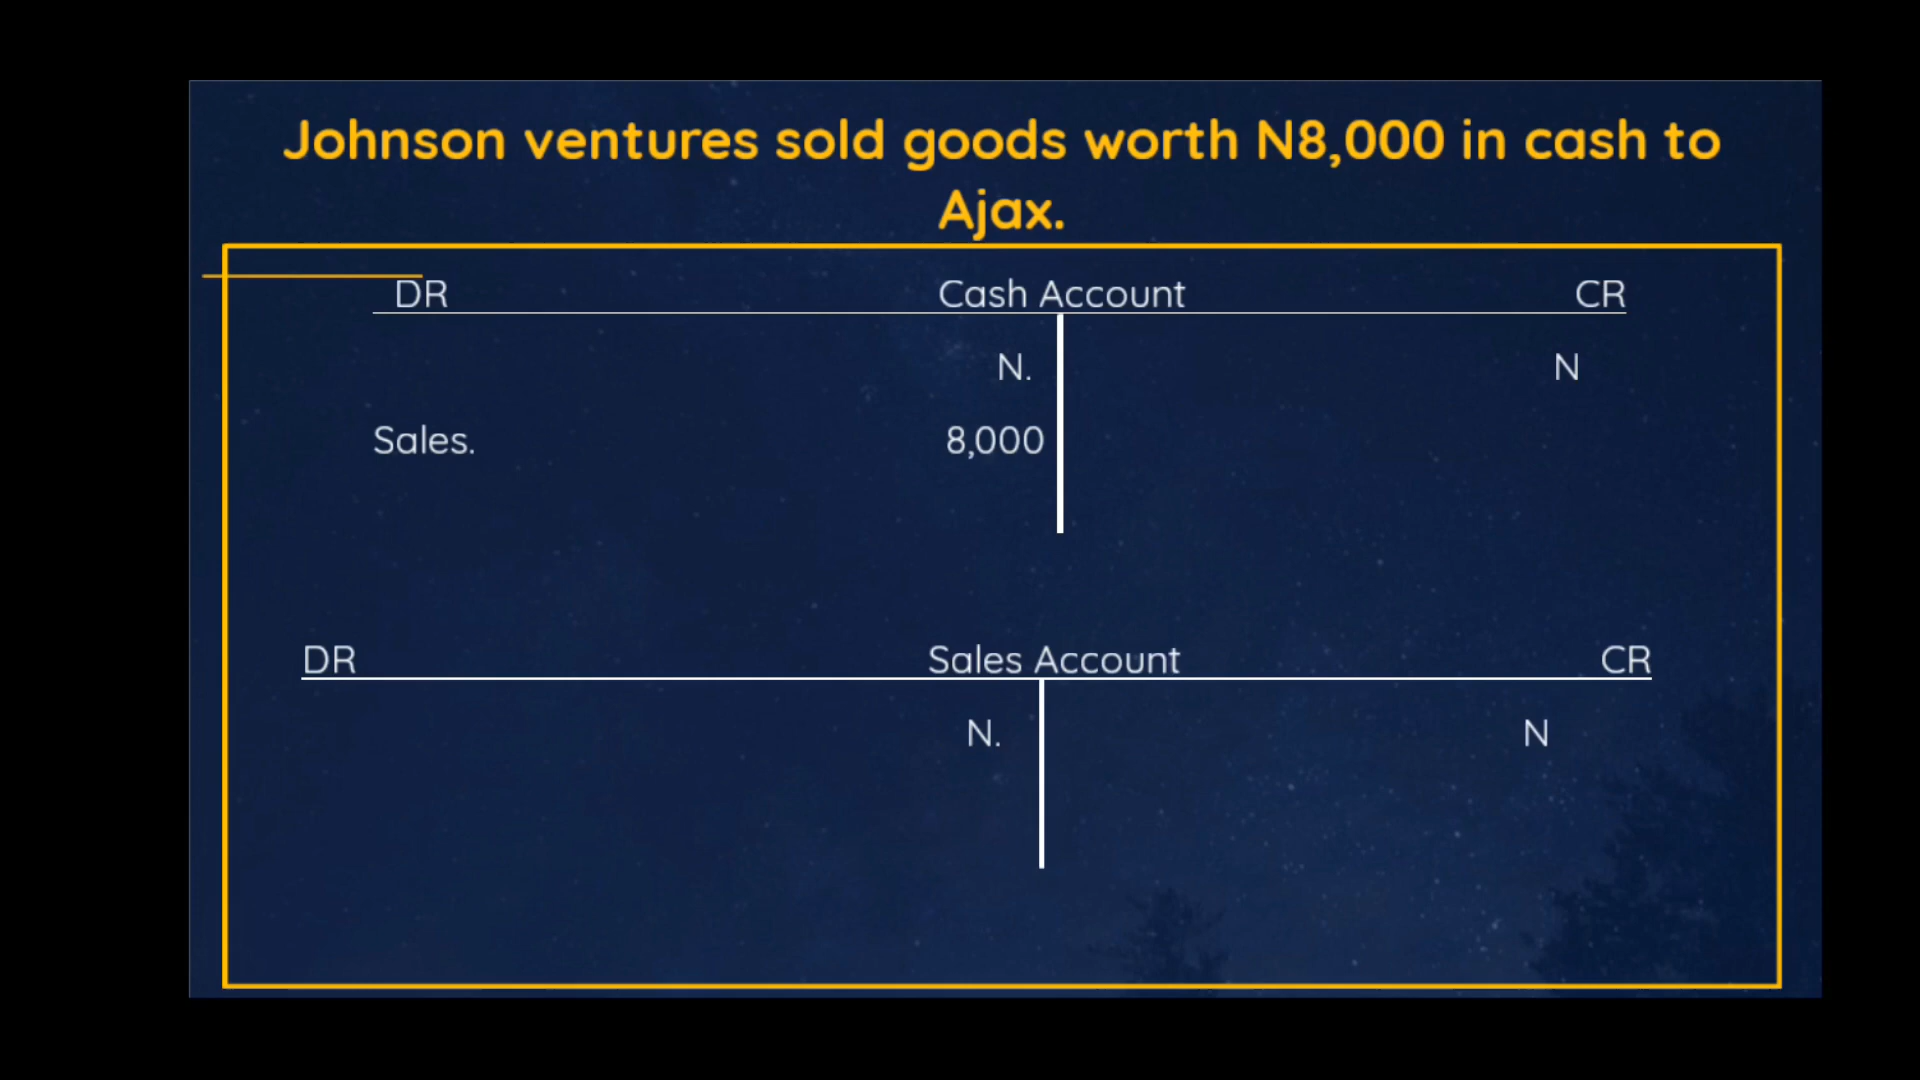 Johnson ventures sold goods worth N8,000 in cash to
Ajax.
DR Cash Account CR
N. N
Sales. 8,000
DR Sales Account CR
N. N